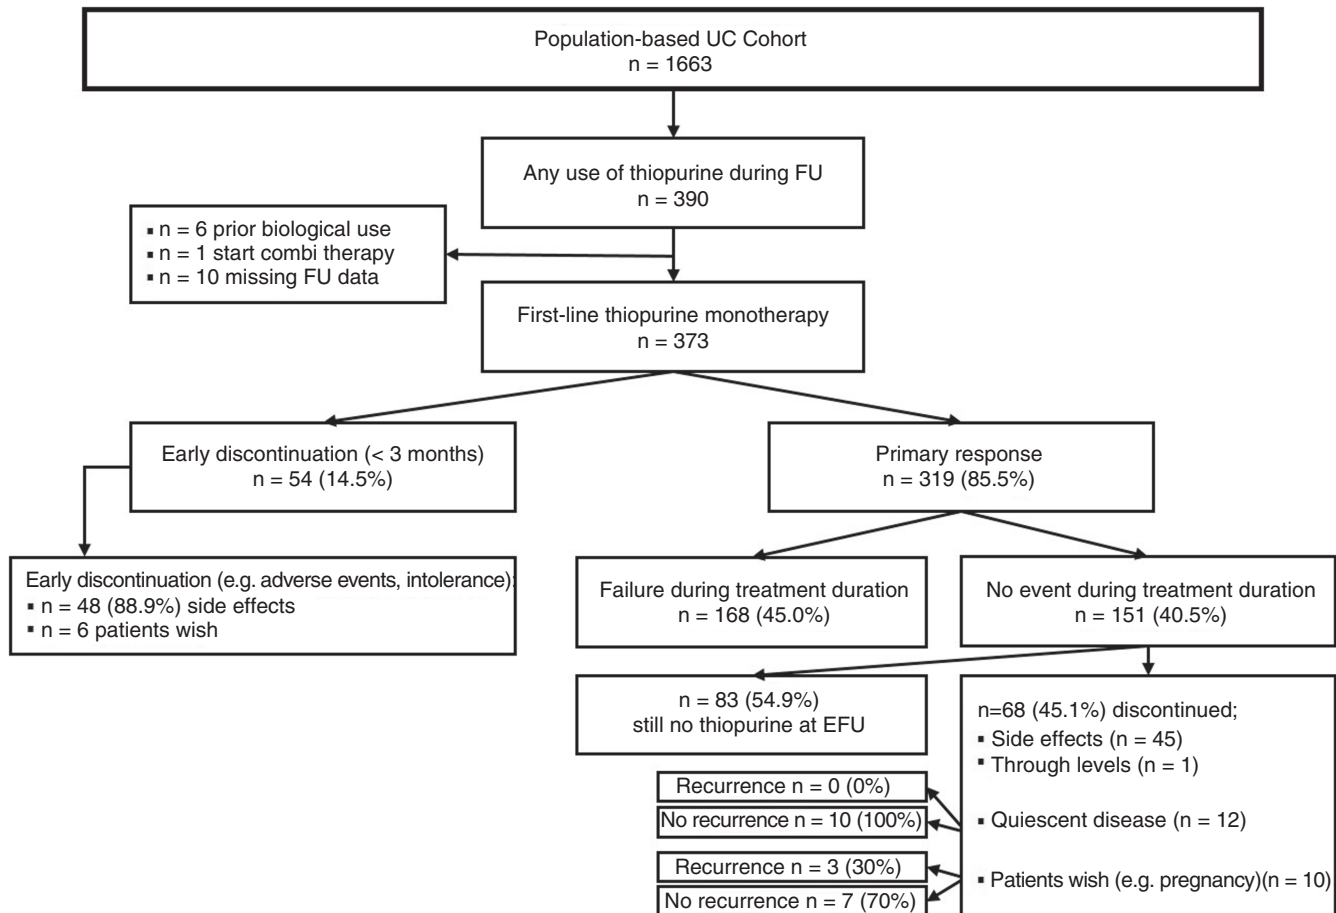 Population-based UC Cohort
n = 1663
Any use of thiopurine during FU
n = 390
▪ n = 6 prior biological use
▪ n = 1 start combi therapy
▪ n = 10 missing FU data
First-line thiopurine monotherapy
n = 373
Early discontinuation (< 3 months)
n = 54 (14.5%)
Primary response
n = 319 (85.5%)
Early discontinuation (e.g. adverse events, intolerance):
▪ n = 48 (88.9%) side effects
▪ n = 6 patients wish
Failure during treatment duration
n = 168 (45.0%)
No event during treatment duration
n = 151 (40.5%)
n = 83 (54.9%)
still no thiopurine at EFU
n=68 (45.1%) discontinued;
▪ Side effects (n = 45)
▪ Through levels (n = 1)
▪ Quiescent disease (n = 12)
▪ Patients wish (e.g. pregnancy)(n = 10)
Recurrence n = 0 (0%)
No recurrence n = 10 (100%)
Recurrence n = 3 (30%)
No recurrence n = 7 (70%)